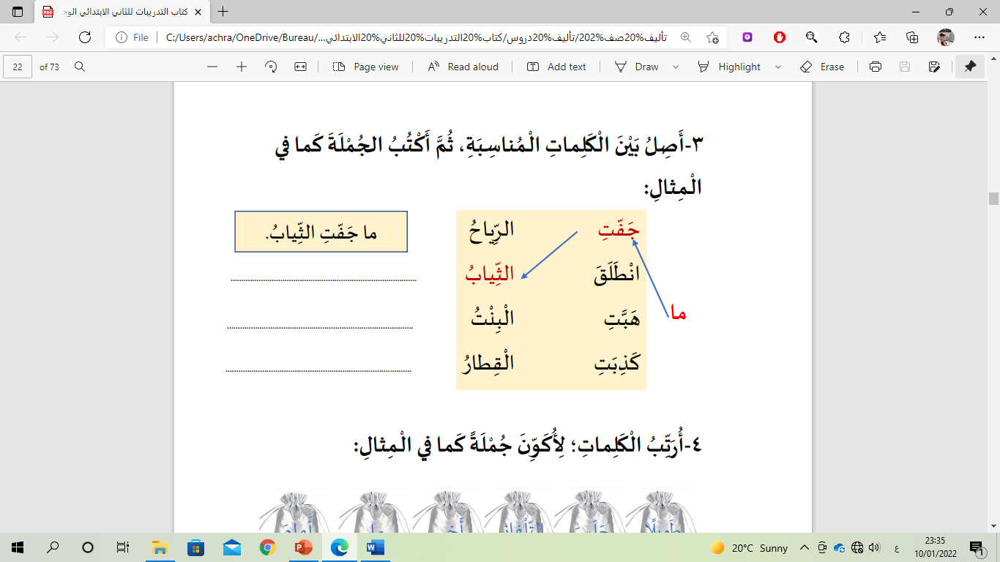 كتاب التدريبات للثاني الابتدائي الو
File
C:/Users/achra/OneDrive/Bureau/تأليف%20صف%202/تأليف%20دروس/كتاب%20التدريبات%20للثاني%20الابتدائي...
22 of 73
Page view
Read aloud
Add text
Draw
Highlight
Erase
٣-أَصِلُ بَيْنَ الْكَلِماتِ الْمُناسِبَةِ، ثُمَّ أَكْتُبُ الجُمْلَةَ كَما في
الْمِثالِ:
جَفّتِ الرِّياحُ
ما جَفّتِ الثِّيابُ.
انْطَلَقَ الثِّيابُ
ما
هَبَّتِ الْبِنْتُ
كَذِبَتِ الْقِطارُ
٤-أُرَتِّبُ الْكَلِماتِ؛ لِأُكَوِّنَ جُمْلَةً كَما في الْمِثالِ:
20°C Sunny
ع
23:35
10/01/2022
1